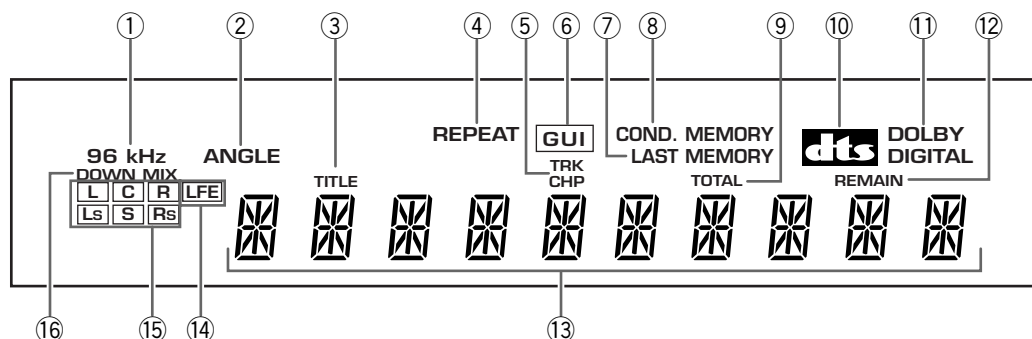 ① ② ③ ④ ⑤ ⑥ ⑦ ⑧ ⑨ ⑩ ⑪ ⑫
96 kHz ANGLE REPEAT GUI COND. MEMORY dts DOLBY
DOWN MIX TRK LAST MEMORY DIGITAL
L C R LFE TITLE CHP TOTAL REMAIN
Ls S Rs
⑯ ⑮ ⑭ ⑬